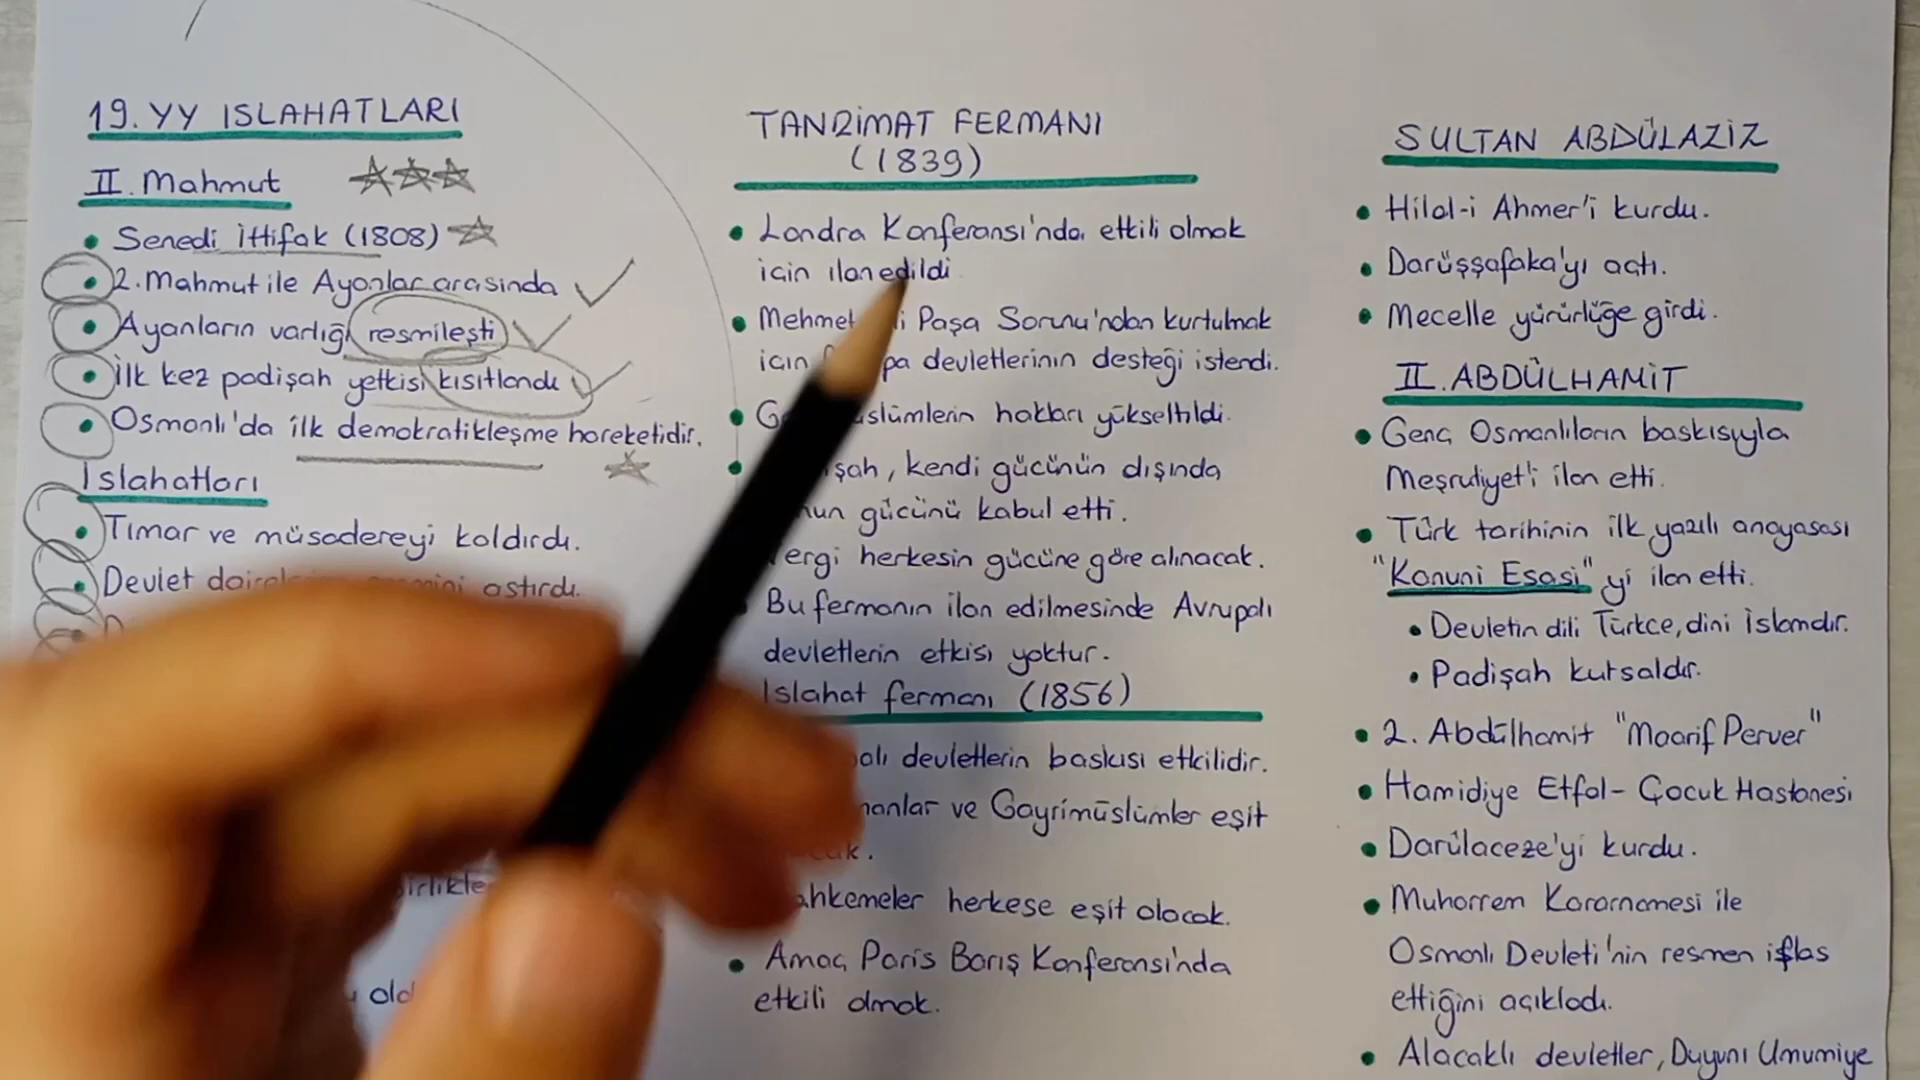 19. YY ISLAHATLARI
II. Mahmut
Senedi İttifak (1808)
2. Mahmut ile Ayanlar arasında
Ayanların varlığı resmileşti
İlk kez padişah yetkisi kısıtlandı
Osmanlı'da ilk demokratikleşme hareketidir.
Islahatları
Tımar ve müsadereyi kaldırdı.
Devlet astırdı.
TANZİMAT FERMANI
(1839)
Londra Konferansı'nda etkili olmak
için ilan edildi
Mehmet Paşa Sorunu'ndan kurtulmak
için devletlerinin desteği istendi.
hakları yükseltildi.
kendi gücünün dışında
gücünü kabul etti.
herkesin gücüne göre alınacak.
Bu fermanın ilan edilmesinde Avrupalı
devletlerin etkisi yoktur.
Islahat fermanı (1856)
devletlerin baskısı etkilidir.
ve Gayrimüslümler eşit
herkese eşit olacak.
Amaç Paris Barış Konferansı'nda
etkili olmak.
SULTAN ABDÜLAZİZ
Hilal-i Ahmer'i kurdu.
Darüşşafaka'yı açtı.
Mecelle yürürlüğe girdi.
II. ABDÜLHAMİT
Genç Osmanlıların baskısıyla
Meşrutiyet'i ilan etti.
Türk tarihinin ilk yazılı anayasası
"Kanuni Esasi" yi ilan etti.
Devletin dili Türkçe, dini İslamdır.
Padişah kutsaldır.
2. Abdülhamit "Maarif Perver"
Hamidiye Etfal- Çocuk Hastanesi
Darülaceze'yi kurdu.
Muharrem Kararnamesi ile
Osmanlı Devleti'nin resmen iflas
ettiğini açıkladı.
Alacaklı devletler, Duyunı Umumiye